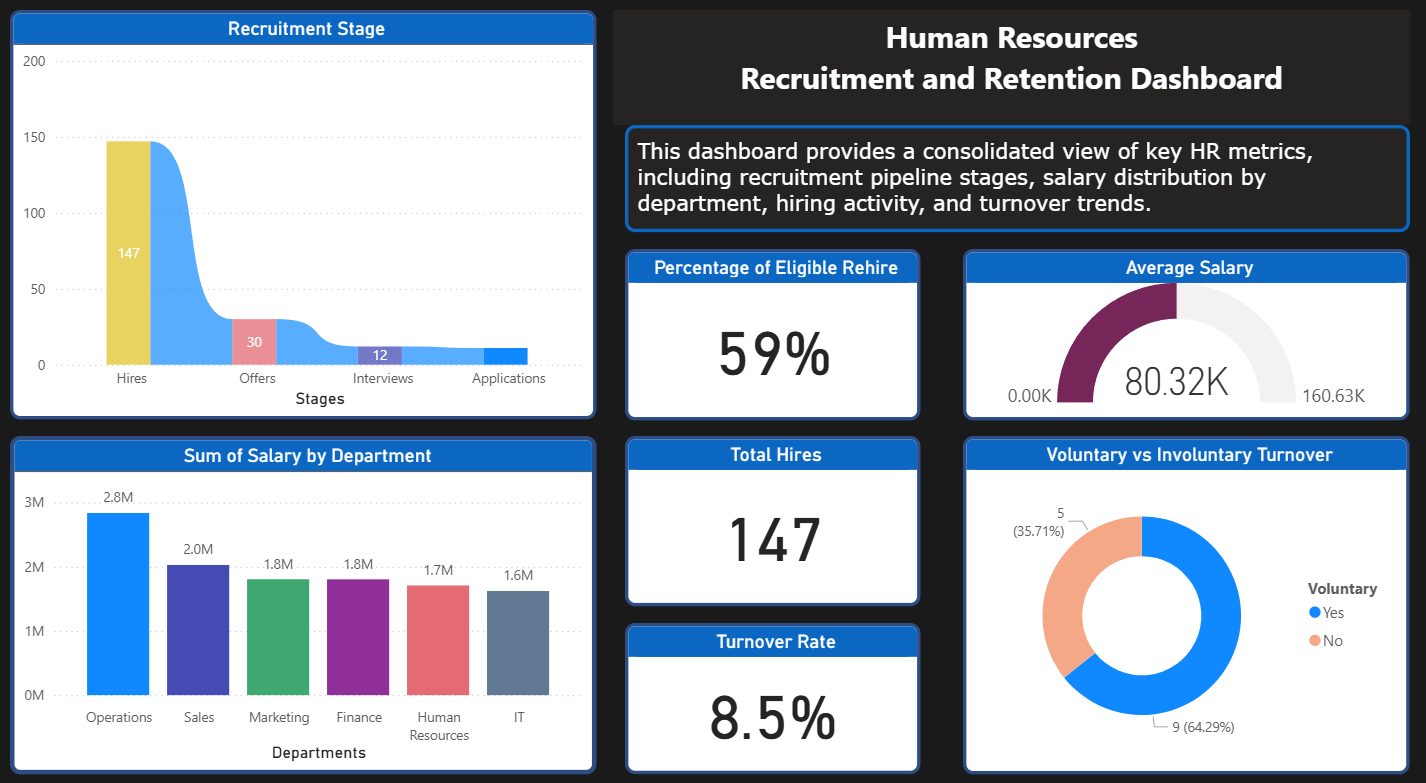 Recruitment Stage
200
150
100
50
0
147
30
12
Hires
Offers
Interviews
Applications
Stages
Human Resources
Recruitment and Retention Dashboard
This dashboard provides a consolidated view of key HR metrics,
including recruitment pipeline stages, salary distribution by
department, hiring activity, and turnover trends.
Percentage of Eligible Rehire
59%
Average Salary
0.00K
80.32K
160.63K
Sum of Salary by Department
3M
2M
1M
0M
2.8M
2.0M
1.8M
1.8M
1.7M
1.6M
Operations
Sales
Marketing
Finance
Human
Resources
IT
Departments
Total Hires
147
Turnover Rate
8.5%
Voluntary vs Involuntary Turnover
5
(35.71%)
9 (64.29%)
Voluntary
Yes
No